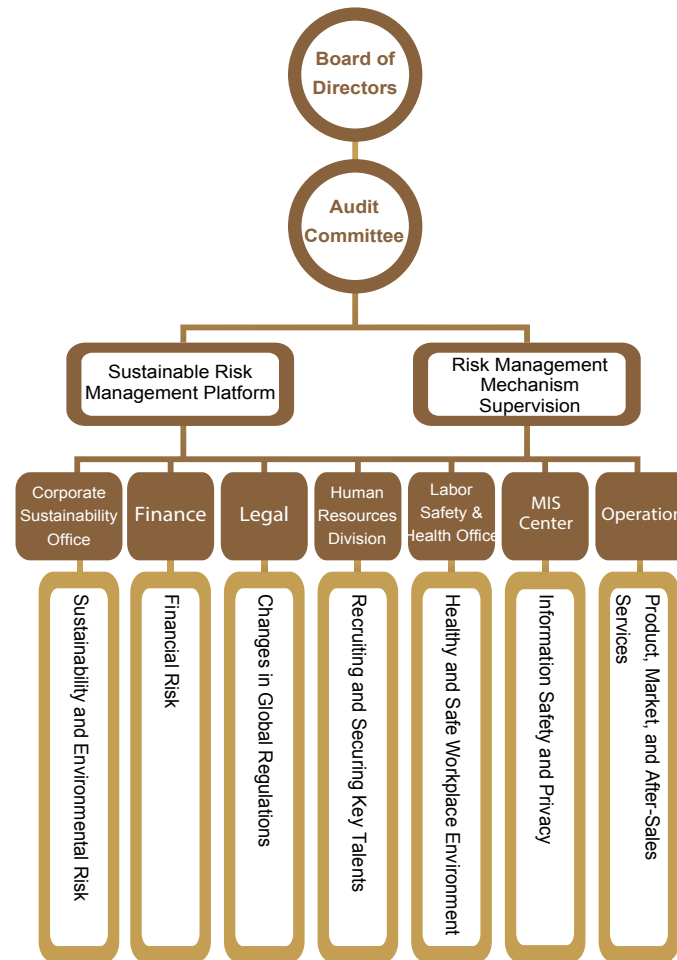 Board of
Directors
Audit
Committee
Sustainable Risk
Management Platform
Risk Management
Mechanism
Supervision
Corporate
Sustainability
Office
Finance
Legal
Human
Resources
Division
Labor
Safety &
Health Office
MIS
Center
Operation
Sustainability and Environmental Risk
Financial Risk
Changes in Global Regulations
Recruiting and Securing Key Talents
Healthy and Safe Workplace Environment
Information Safety and Privacy
Product, Market, and After-Sales
Services